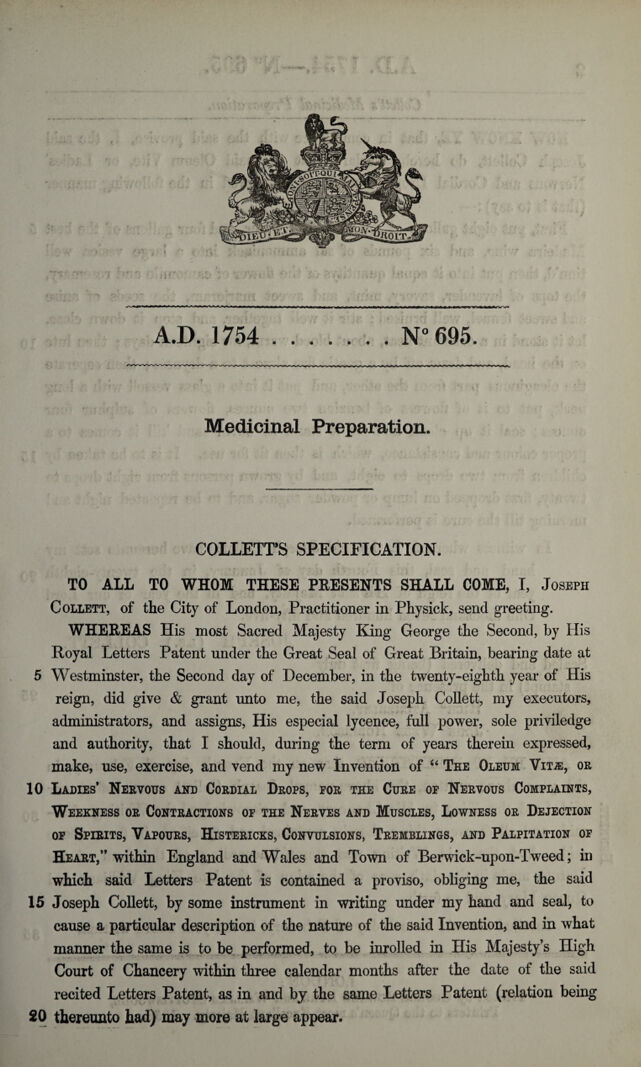 HONI SOIT QUI MAL
DIEU ET MON DROIT
A.D. 1754 . . . . . . . N° 695.
Medicinal Preparation.
COLLETT'S SPECIFICATION.
TO ALL TO WHOM THESE PRESENTS SHALL COME, I, Joseph
Collett, of the City of London, Practitioner in Physick, send greeting.
WHEREAS His most Sacred Majesty King George the Second, by His
Royal Letters Patent under the Great Seal of Great Britain, bearing date at
5 Westminster, the Second day of December, in the twenty-eighth year of His
reign, did give & grant unto me, the said Joseph Collett, my executors,
administrators, and assigns, His especial lycence, full power, sole priviledge
and authority, that I should, during the term of years therein expressed,
make, use, exercise, and vend my new Invention of “ The Oleum Vitæ, or
10 Ladies' Nervous and Cordial Drops, for the Cure of Nervous Complaints,
Weekness or Contractions of the Nerves and Muscles, Lowness or Dejection
of Spirits, Vapours, Histericks, Convulsions, Tremblings, and Palpitation of
Heart,” within England and Wales and Town of Berwick-upon-Tweed; in
which said Letters Patent is contained a proviso, obliging me, the said
15 Joseph Collett, by some instrument in writing under my hand and seal, to
cause a particular description of the nature of the said Invention, and in what
manner the same is to be performed, to be inrolled in His Majesty's High
Court of Chancery within three calendar months after the date of the said
recited Letters Patent, as in and by the same Letters Patent (relation being
20 thereunto had) may more at large appear.